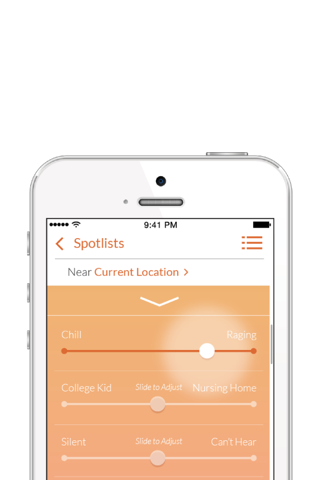 9:41 PM
Spotlists
Near Current Location
Chill Raging
College Kid Slide to Adjust Nursing Home
Silent Slide to Adjust Can't Hear